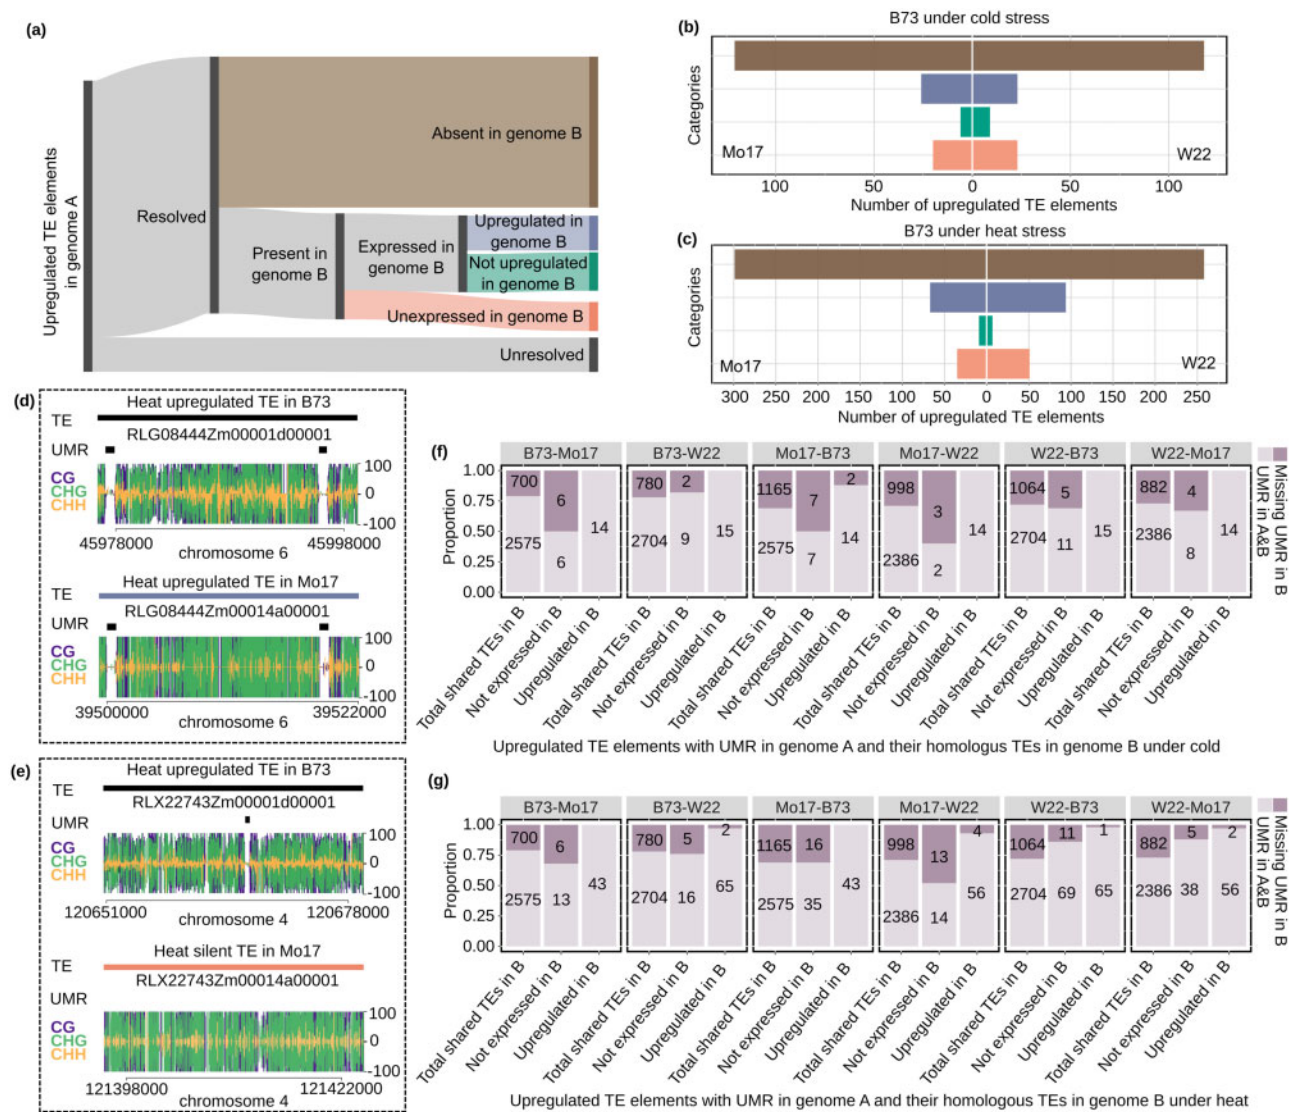 (a)
Upregulated TE elements
in genome A
Resolved
Absent in genome B
Present in
genome B
Expressed in
genome B
Upregulated in
genome B
Not upregulated
in genome B
Unexpressed in genome B
Unresolved
(b)
B73 under cold stress
Categories
Mo17
W22
100 50 0 50 100
Number of upregulated TE elements
(c)
B73 under heat stress
Categories
Mo17
W22
300 250 200 150 100 50 0 50 100 150 200 250
Number of upregulated TE elements
(d)
Heat upregulated TE in B73
TE
RLG08444Zm00001d00001
UMR
CG
CHG
CHH
100
0
-100
45978000 45998000
chromosome 6
Heat upregulated TE in Mo17
TE
RLG08444Zm00014a00001
UMR
CG
CHG
CHH
100
0
-100
39500000 39522000
chromosome 6
(e)
Heat upregulated TE in B73
TE
RLX22743Zm00001d00001
UMR
CG
CHG
CHH
100
0
-100
120651000 120678000
chromosome 4
Heat silent TE in Mo17
TE
RLX22743Zm00014a00001
UMR
CG
CHG
CHH
100
0
-100
121398000 121422000
chromosome 4
(f)
B73-Mo17 B73-W22 Mo17-B73 Mo17-W22 W22-B73 W22-Mo17
Missing UMR in B
UMR in A&B
Proportion
1.00
0.75
0.50
0.25
0.00
700 6 780 2 1165 7 2 998 3 1064 5 882 4
2575 6 14 2704 9 15 2575 7 14 2386 2 14 2704 11 15 2386 8 14
Total shared TEs in B Not expressed in B Upregulated in B
Total shared TEs in B Not expressed in B Upregulated in B
Total shared TEs in B Not expressed in B Upregulated in B
Total shared TEs in B Not expressed in B Upregulated in B
Total shared TEs in B Not expressed in B Upregulated in B
Total shared TEs in B Not expressed in B Upregulated in B
Upregulated TE elements with UMR in genome A and their homologus TEs in genome B under cold
(g)
B73-Mo17 B73-W22 Mo17-B73 Mo17-W22 W22-B73 W22-Mo17
Missing UMR in B
UMR in A&B
Proportion
1.00
0.75
0.50
0.25
0.00
700 6 780 5 2 1165 16 998 13 4 1064 11 1 882 5 2
2575 13 43 2704 16 65 2575 35 43 2386 14 56 2704 69 65 2386 38 56
Total shared TEs in B Not expressed in B Upregulated in B
Total shared TEs in B Not expressed in B Upregulated in B
Total shared TEs in B Not expressed in B Upregulated in B
Total shared TEs in B Not expressed in B Upregulated in B
Total shared TEs in B Not expressed in B Upregulated in B
Total shared TEs in B Not expressed in B Upregulated in B
Upregulated TE elements with UMR in genome A and their homologus TEs in genome B under heat